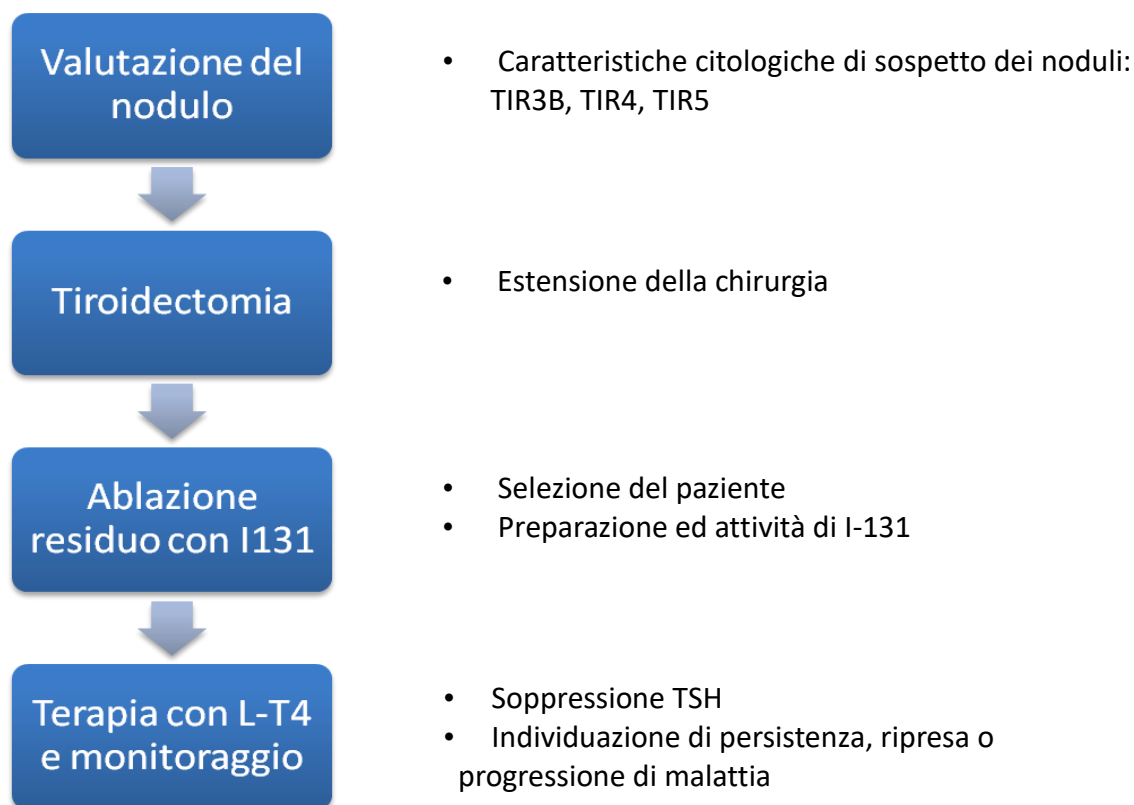 Valutazione del
nodulo
• Caratteristiche citologiche di sospetto dei noduli:
TIR3B, TIR4, TIR5
Tiroidectomia
• Estensione della chirurgia
Ablazione
residuo con I131
• Selezione del paziente
• Preparazione ed attività di I-131
Terapia con L-T4
e monitoraggio
• Soppressione TSH
• Individuazione di persistenza, ripresa o
progressione di malattia